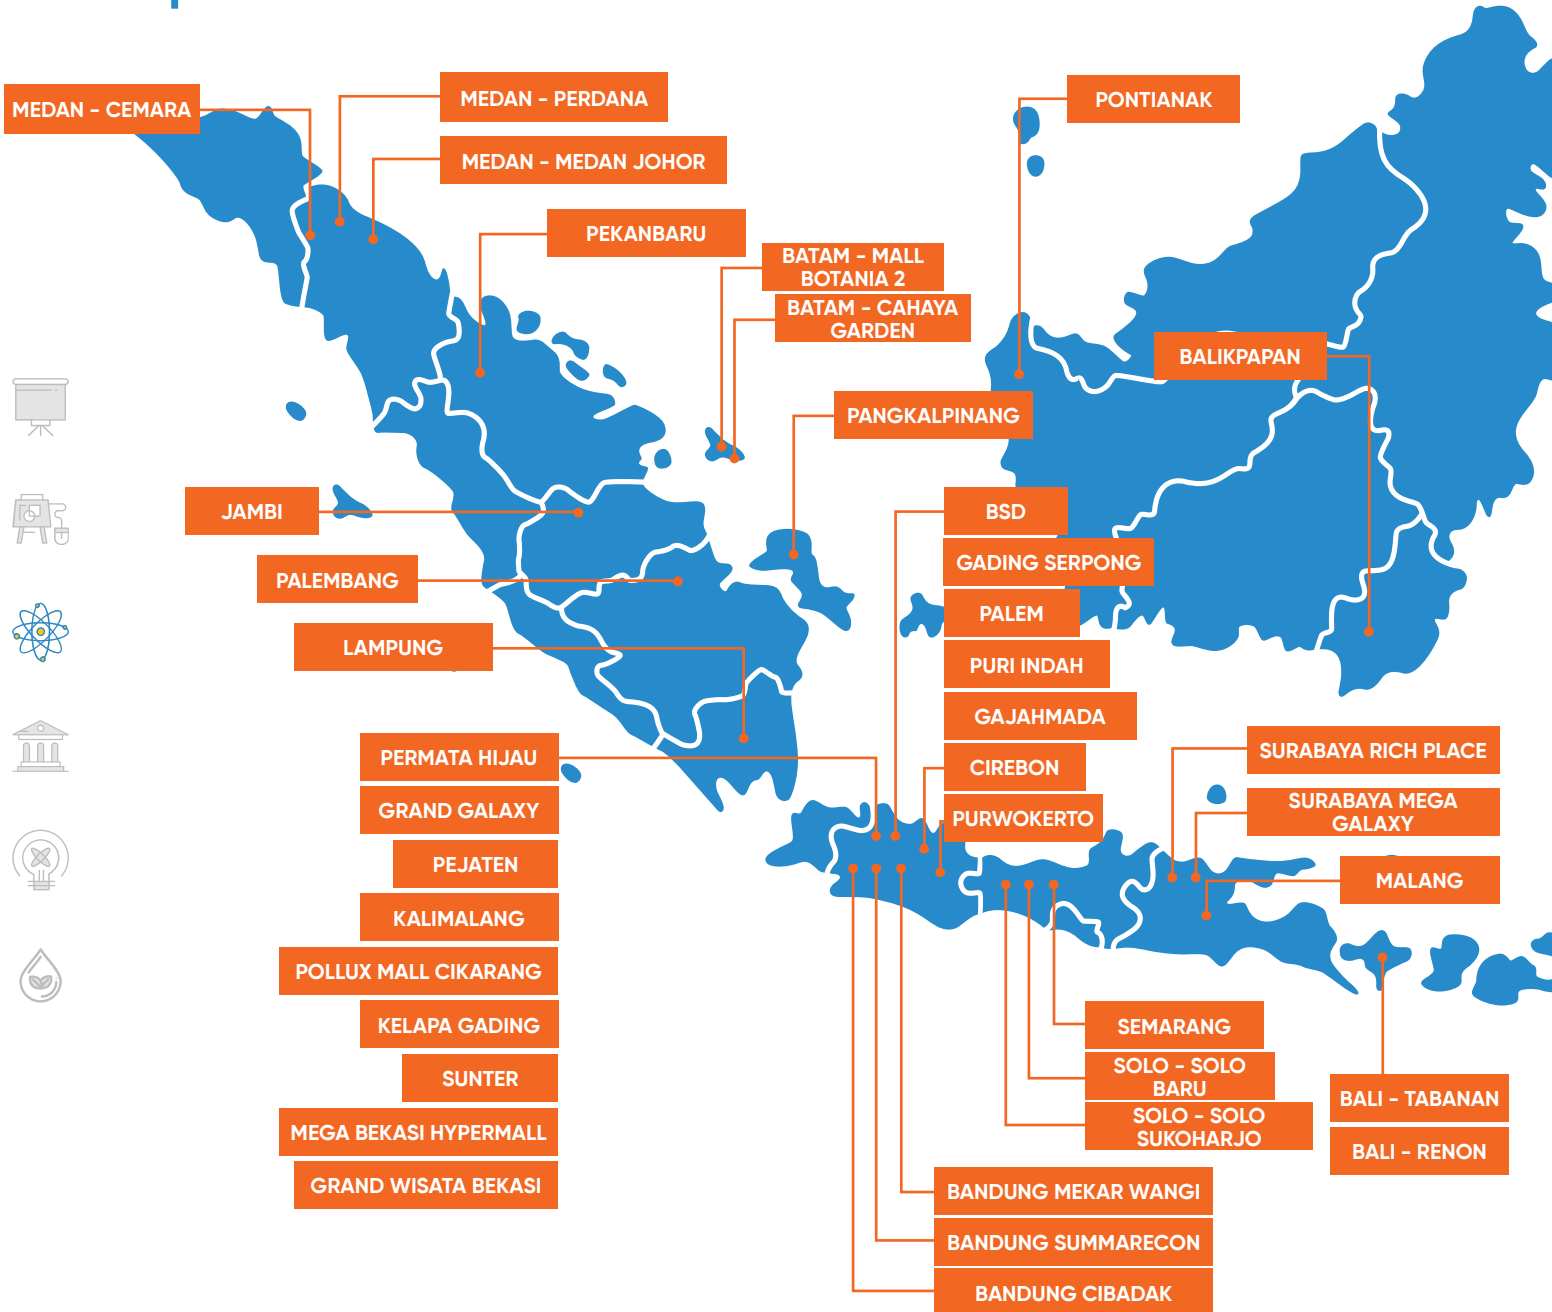 MEDAN - CEMARA
MEDAN - PERDANA
MEDAN - MEDAN JOHOR
PEKANBARU
BATAM - MALL
BOTANIA 2
BATAM - CAHAYA
GARDEN
PONTIANAK
BALIKPAPAN
PANGKALPINANG
JAMBI
PALEMBANG
LAMPUNG
BSD
GADING SERPONG
PALEM
PURI INDAH
GAJAHMADA
CIREBON
PURWOKERTO
PERMATA HIJAU
GRAND GALAXY
PEJATEN
KALIMALANG
POLLUX MALL CIKARANG
KELAPA GADING
SUNTER
MEGA BEKASI HYPERMALL
GRAND WISATA BEKASI
SURABAYA RICH PLACE
SURABAYA MEGA
GALAXY
MALANG
SEMARANG
SOLO - SOLO
BARU
SOLO - SOLO
SUKOHARJO
BALI - TABANAN
BALI - RENON
BANDUNG MEKAR WANGI
BANDUNG SUMMARECON
BANDUNG CIBADAK